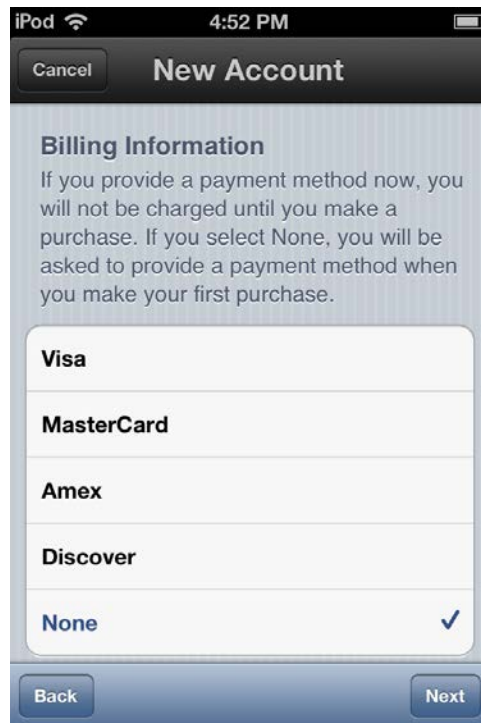 iPod 4:52 PM
Cancel New Account
Billing Information
If you provide a payment method now, you
will not be charged until you make a
purchase. If you select None, you will be
asked to provide a payment method when
you make your first purchase.
Visa
MasterCard
Amex
Discover
None
Back Next